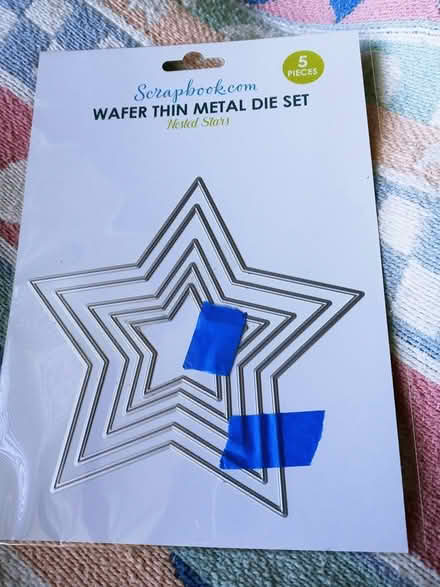 Scrapbook.com
WAFER THIN METAL DIE SET
Nested Stars
5
PIECES